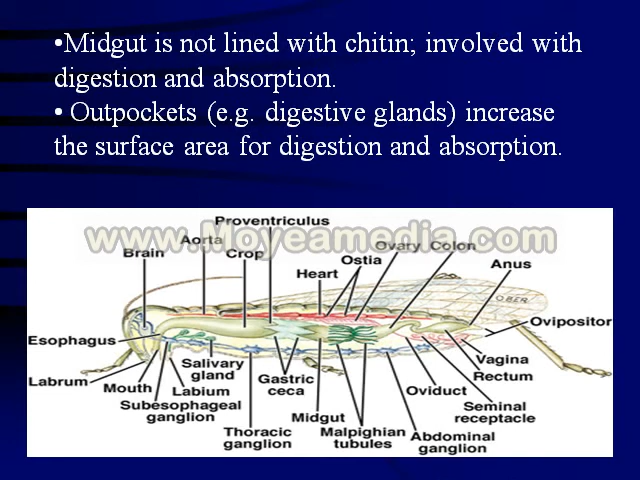 •Midgut is not lined with chitin; involved with
digestion and absorption.
• Outpockets (e.g. digestive glands) increase
the surface area for digestion and absorption.
Proventriculus
www.Moyeamedia.com
Aorta
Ovary Colon
Brain
Crop
Ostia
Heart
Anus
OBER
Ovipositor
Esophagus
Labrum
Mouth
Salivary
gland
Labium
Subesophageal
ganglion
Gastric
ceca
Thoracic
ganglion
Midgut
Malpighian
tubules
Abdominal
ganglion
Oviduct
Seminal
receptacle
Vagina
Rectum